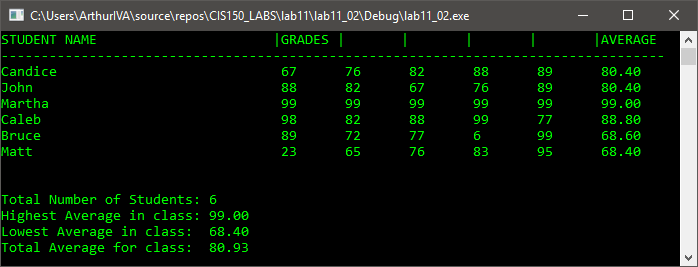 C:\Users\ArthurIVA\source\repos\CIS150_LABS\lab11\lab11_02\Debug\lab11_02.exe
STUDENT NAME |GRADES | | | | |AVERAGE
--------------------------------------------------------------------------------
Candice 67 76 82 88 89 80.40
John 88 82 67 76 89 80.40
Martha 99 99 99 99 99 99.00
Caleb 98 82 88 99 77 88.80
Bruce 89 72 77 6 99 68.60
Matt 23 65 76 83 95 68.40
Total Number of Students: 6
Highest Average in class: 99.00
Lowest Average in class: 68.40
Total Average for class: 80.93